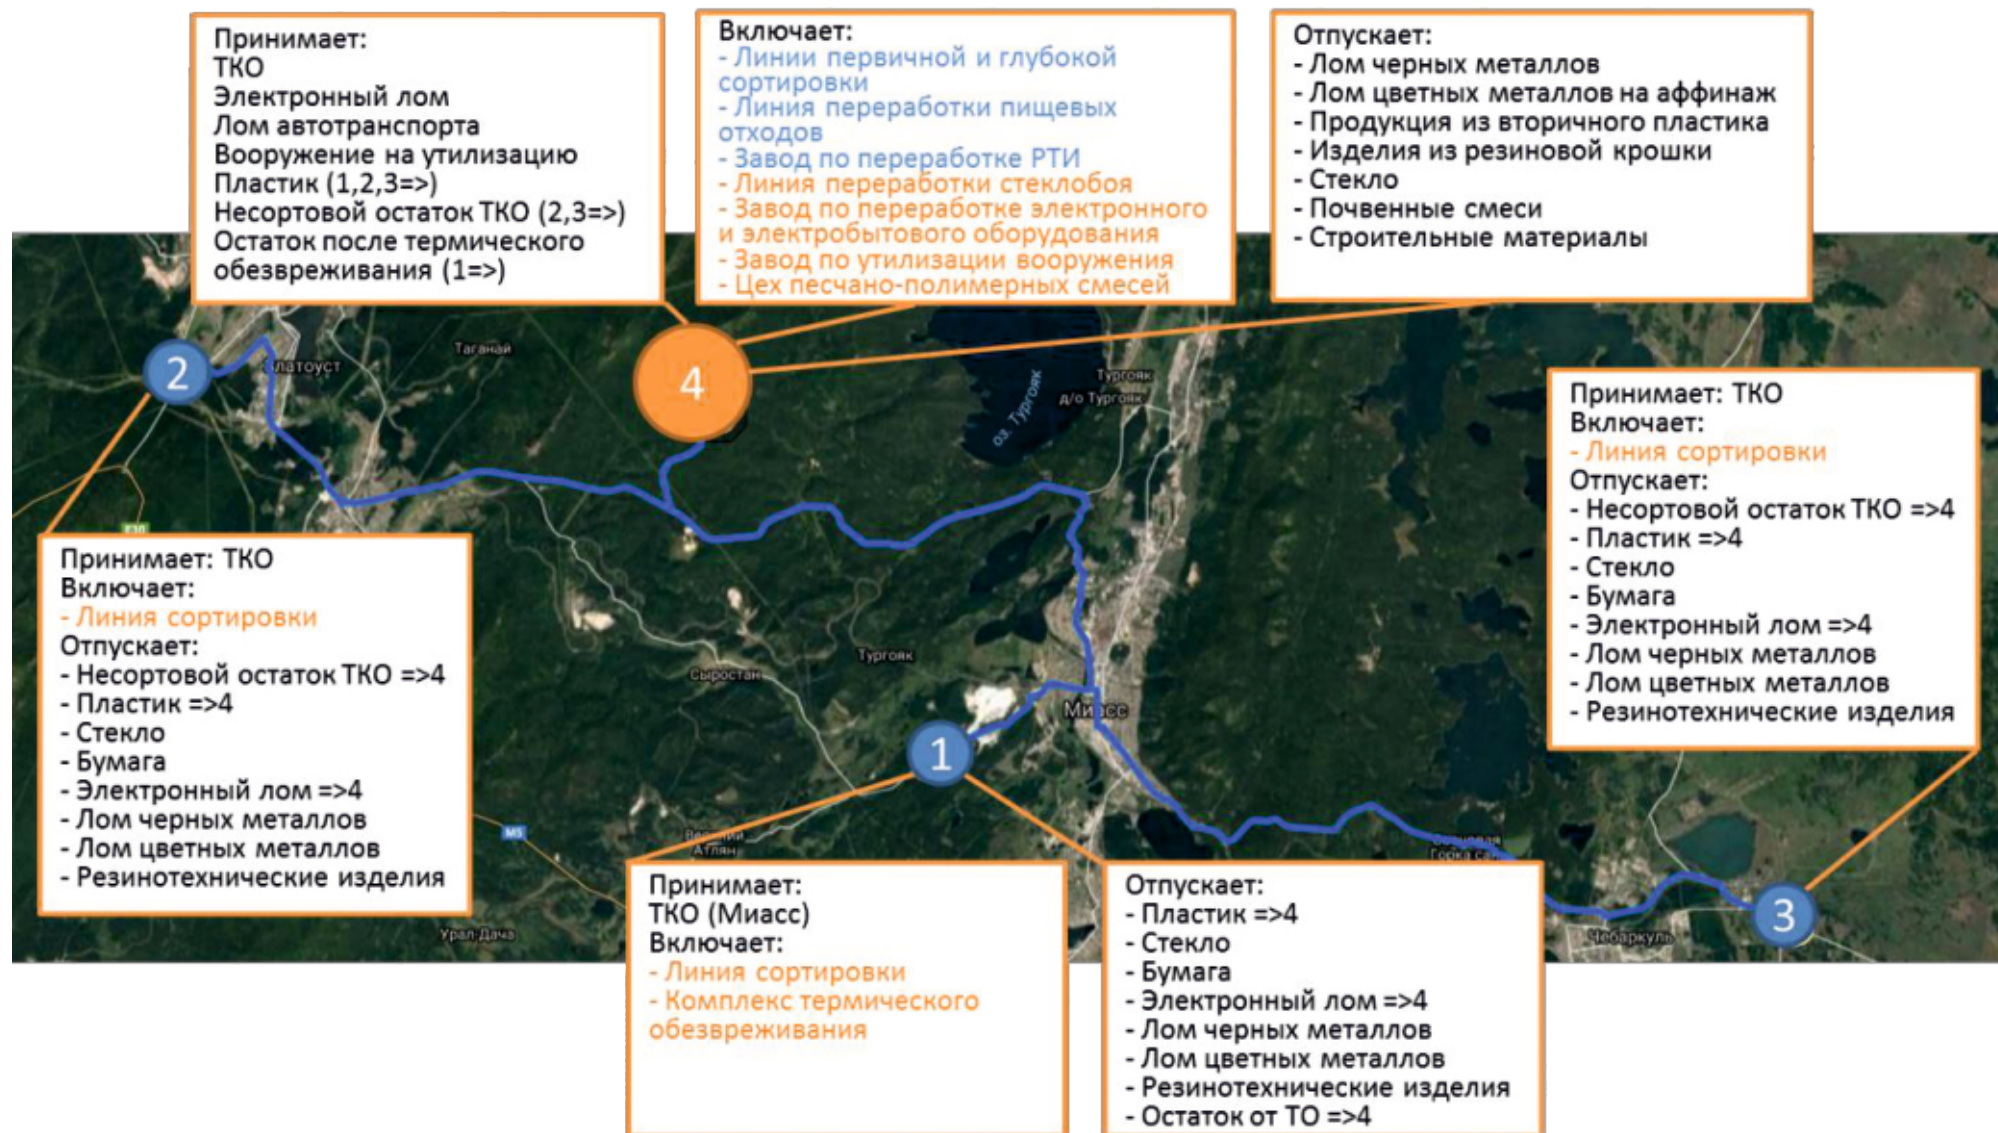 Принимает:
ТКО
Электронный лом
Лом автотранспорта
Вооружение на утилизацию
Пластик (1,2,3=>)
Несортовой остаток ТКО (2,3=>)
Остаток после термического
обезвреживания (1=>)
Включает:
- Линии первичной и глубокой
сортировки
- Линия переработки пищевых
отходов
- Завод по переработке РТИ
- Линия переработки стеклобоя
- Завод по переработке электронного
и электробытового оборудования
- Завод по утилизации вооружения
- Цех песчано-полимерных смесей
Отпускает:
- Лом черных металлов
- Лом цветных металлов на аффинаж
- Продукция из вторичного пластика
- Изделия из резиновой крошки
- Стекло
- Почвенные смеси
- Строительные материалы
2
латоуст
Таганай
4
оз. Тургояк
Тургояк
д/о Тургояк
Принимает: ТКО
Включает:
- Линия сортировки
Отпускает:
- Несортовой остаток ТКО =>4
- Пластик =>4
- Стекло
- Бумага
- Электронный лом =>4
- Лом черных металлов
- Лом цветных металлов
- Резинотехнические изделия
Принимает: ТКО
Включает:
- Линия сортировки
Отпускает:
- Несортовой остаток ТКО =>4
- Пластик =>4
- Стекло
- Бумага
- Электронный лом =>4
- Лом черных металлов
- Лом цветных металлов
- Резинотехнические изделия
Сыростан
Тургояк
Миасс
1
M5
Верхний
Атлян
Урал-Дача
Горка
Чебаркуль
3
Принимает:
ТКО (Миасс)
Включает:
- Линия сортировки
- Комплекс термического
обезвреживания
Отпускает:
- Пластик =>4
- Стекло
- Бумага
- Электронный лом =>4
- Лом черных металлов
- Лом цветных металлов
- Резинотехнические изделия
- Остаток от ТО =>4